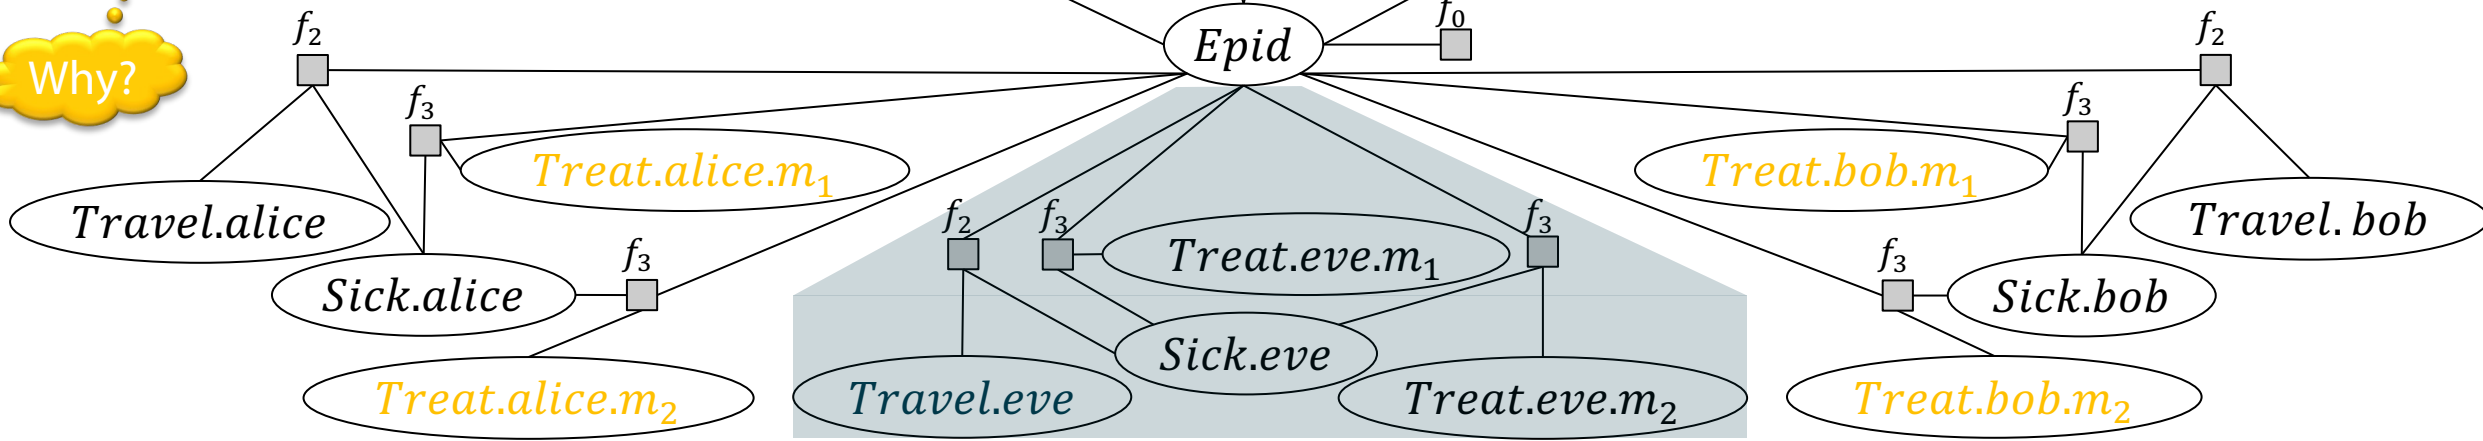 f₀
Epid
f₂
f₂
Why?
f₃
f₃
Treat.alice.m₁
Treat.bob.m₁
Travel.alice
f₂
f₃
f₃
Travel.bob
Treat.eve.m₁
f₃
f₃
Sick.alice
Sick.bob
Sick.eve
Treat.alice.m₂
Travel.eve
Treat.eve.m₂
Treat.bob.m₂